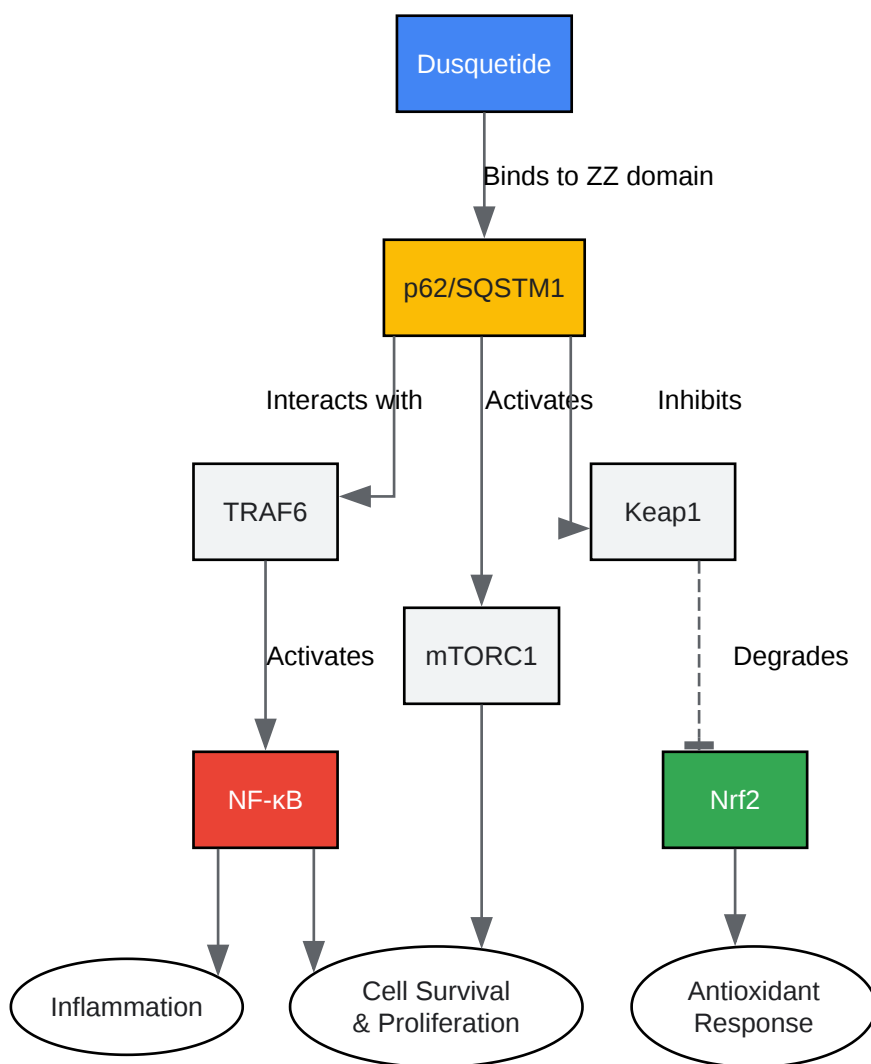 Dusquetide
Binds to ZZ domain
p62/SQSTM1
Interacts with
Activates
Inhibits
TRAF6
Keap1
Activates
mTORC1
Degrades
NF-κB
Nrf2
Inflammation
Cell Survival
& Proliferation
Antioxidant
Response